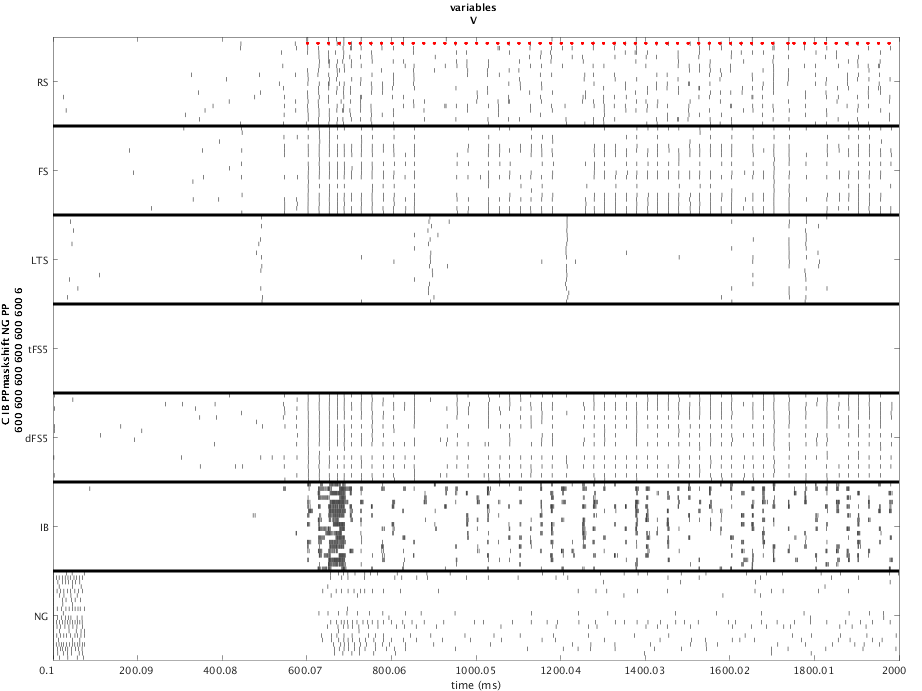 variables
V
C IB PPmaskshift NG PP
600 600 600 600 600 600 6
RS
FS
LTS
tFS5
dFS5
IB
NG
0.1 200.09 400.08 600.07 800.06 1000.05 1200.04 1400.03 1600.02 1800.01 2000
time (ms)